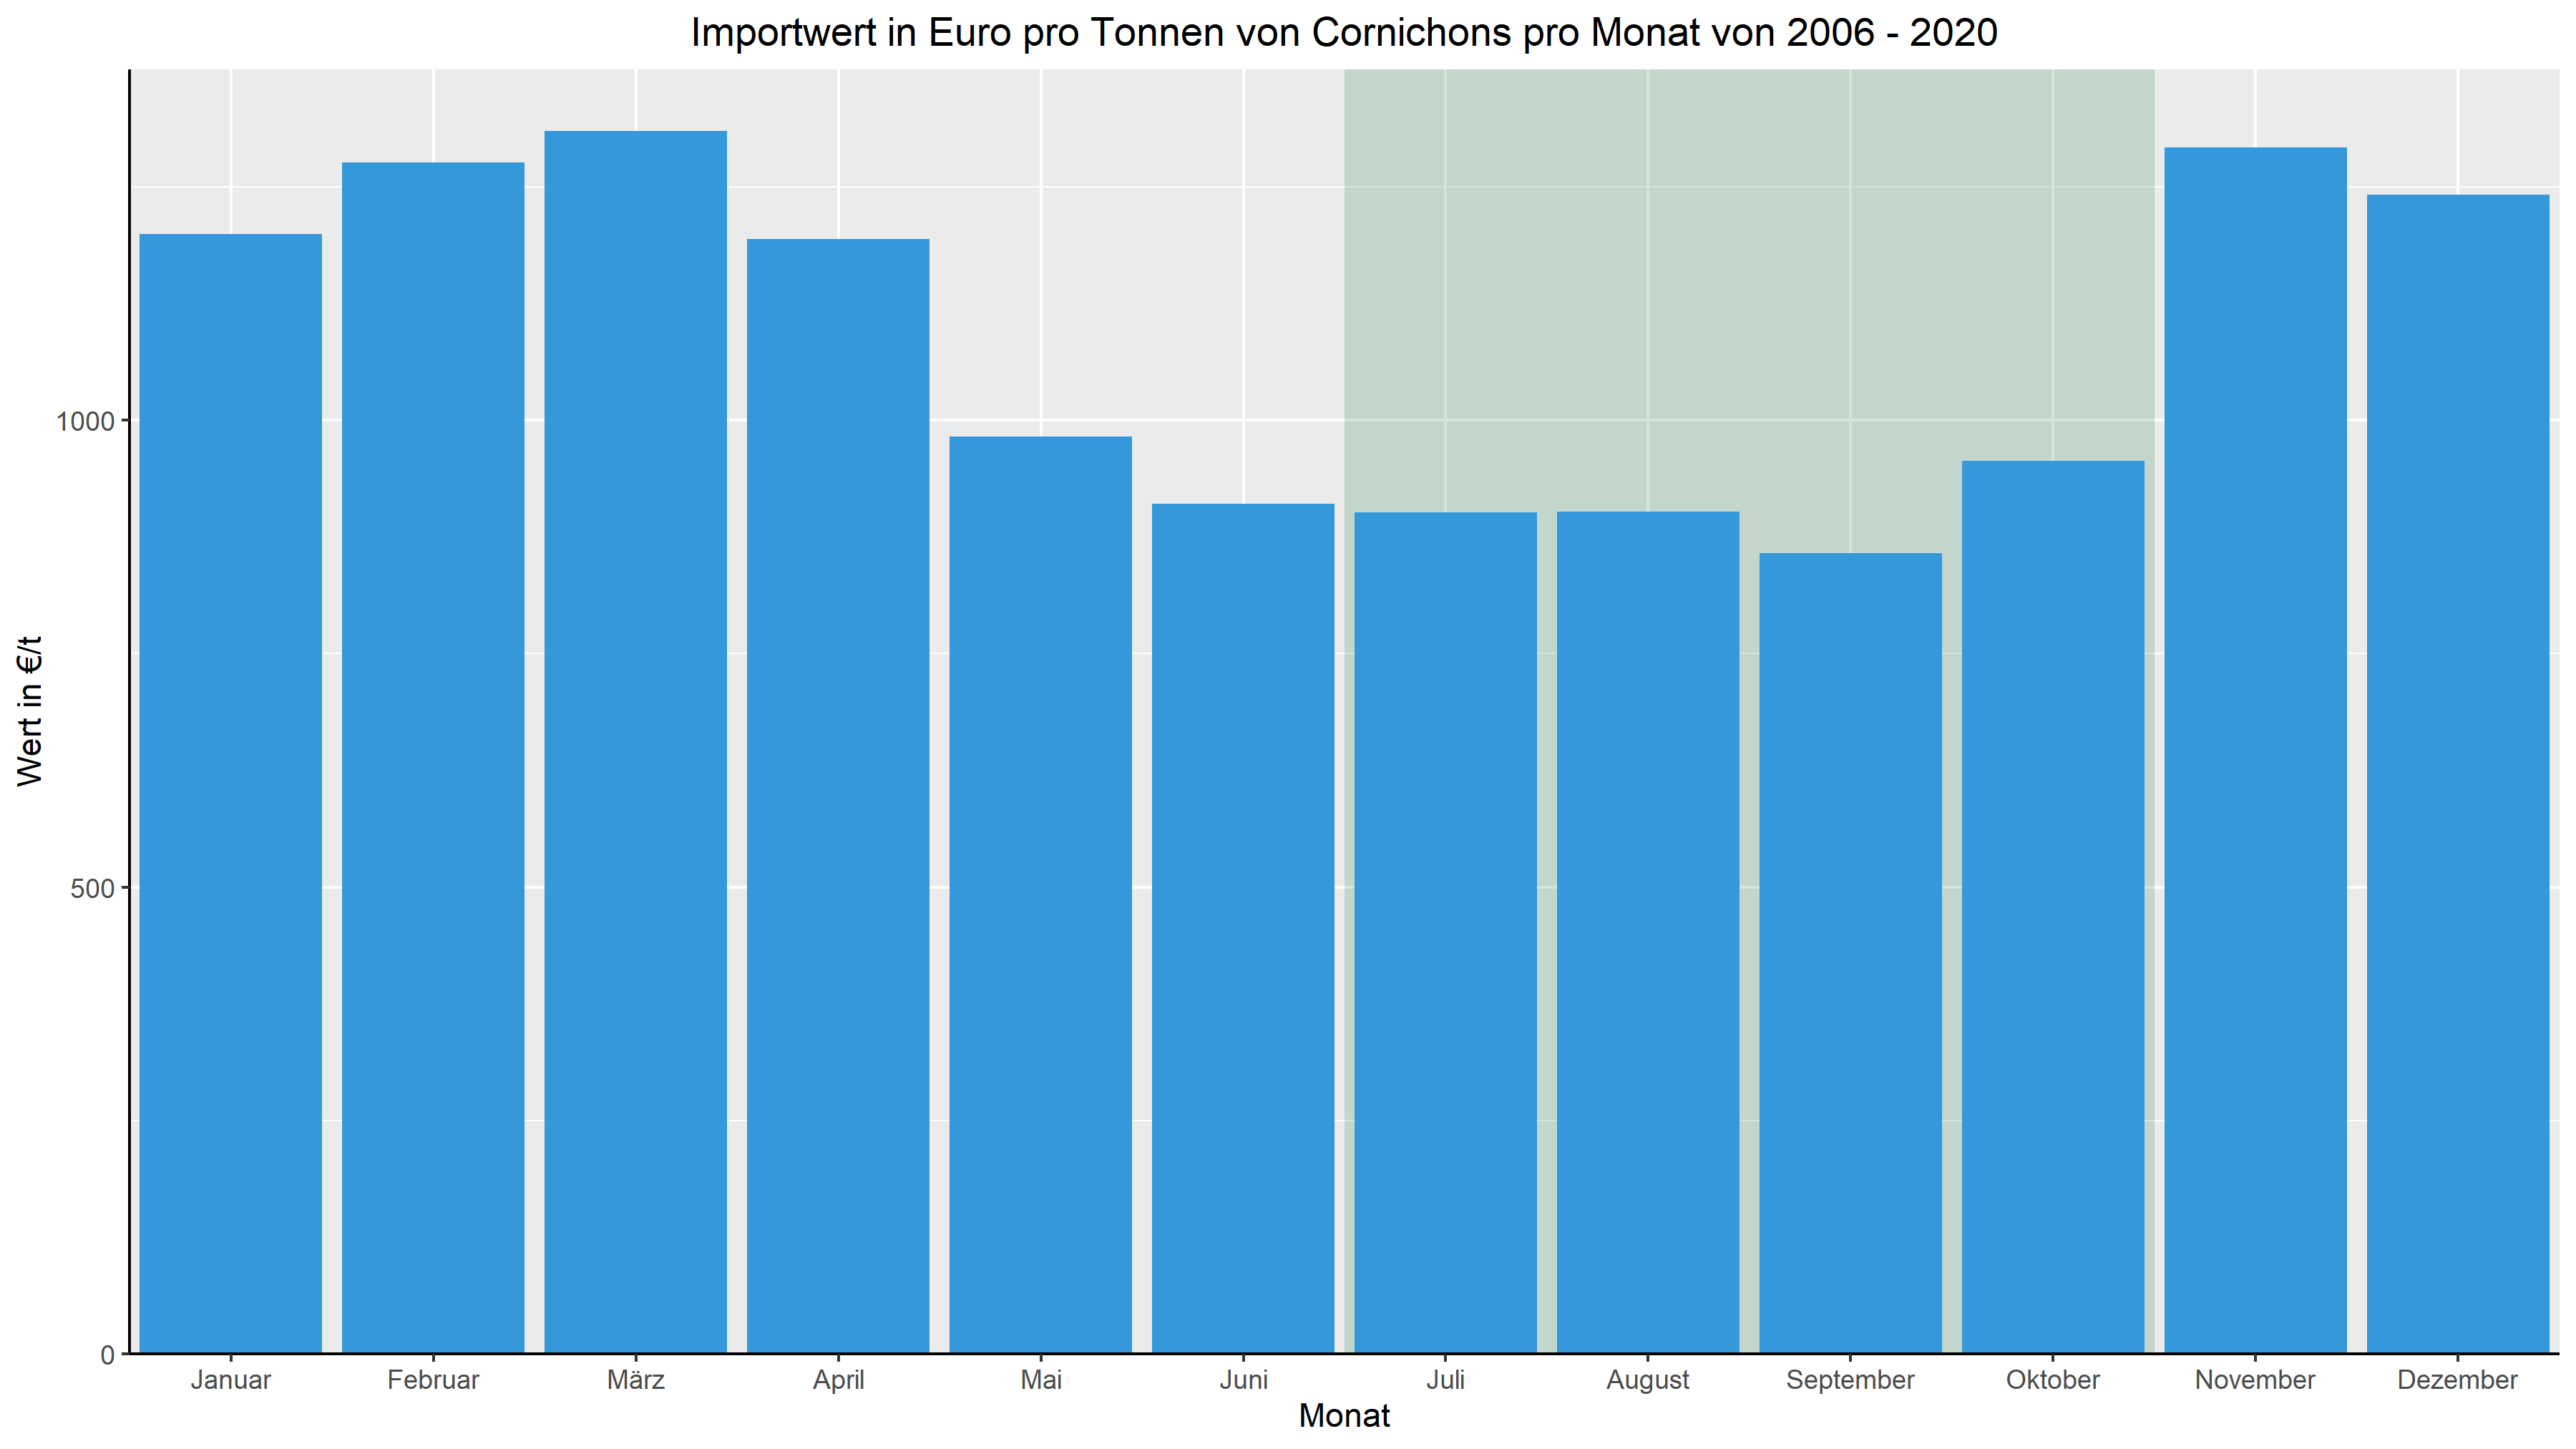 Importwert in Euro pro Tonnen von Cornichons pro Monat von 2006 - 2020
Wert in €/t
1000
500
0
Januar Februar März April Mai Juni Juli August September Oktober November Dezember
Monat